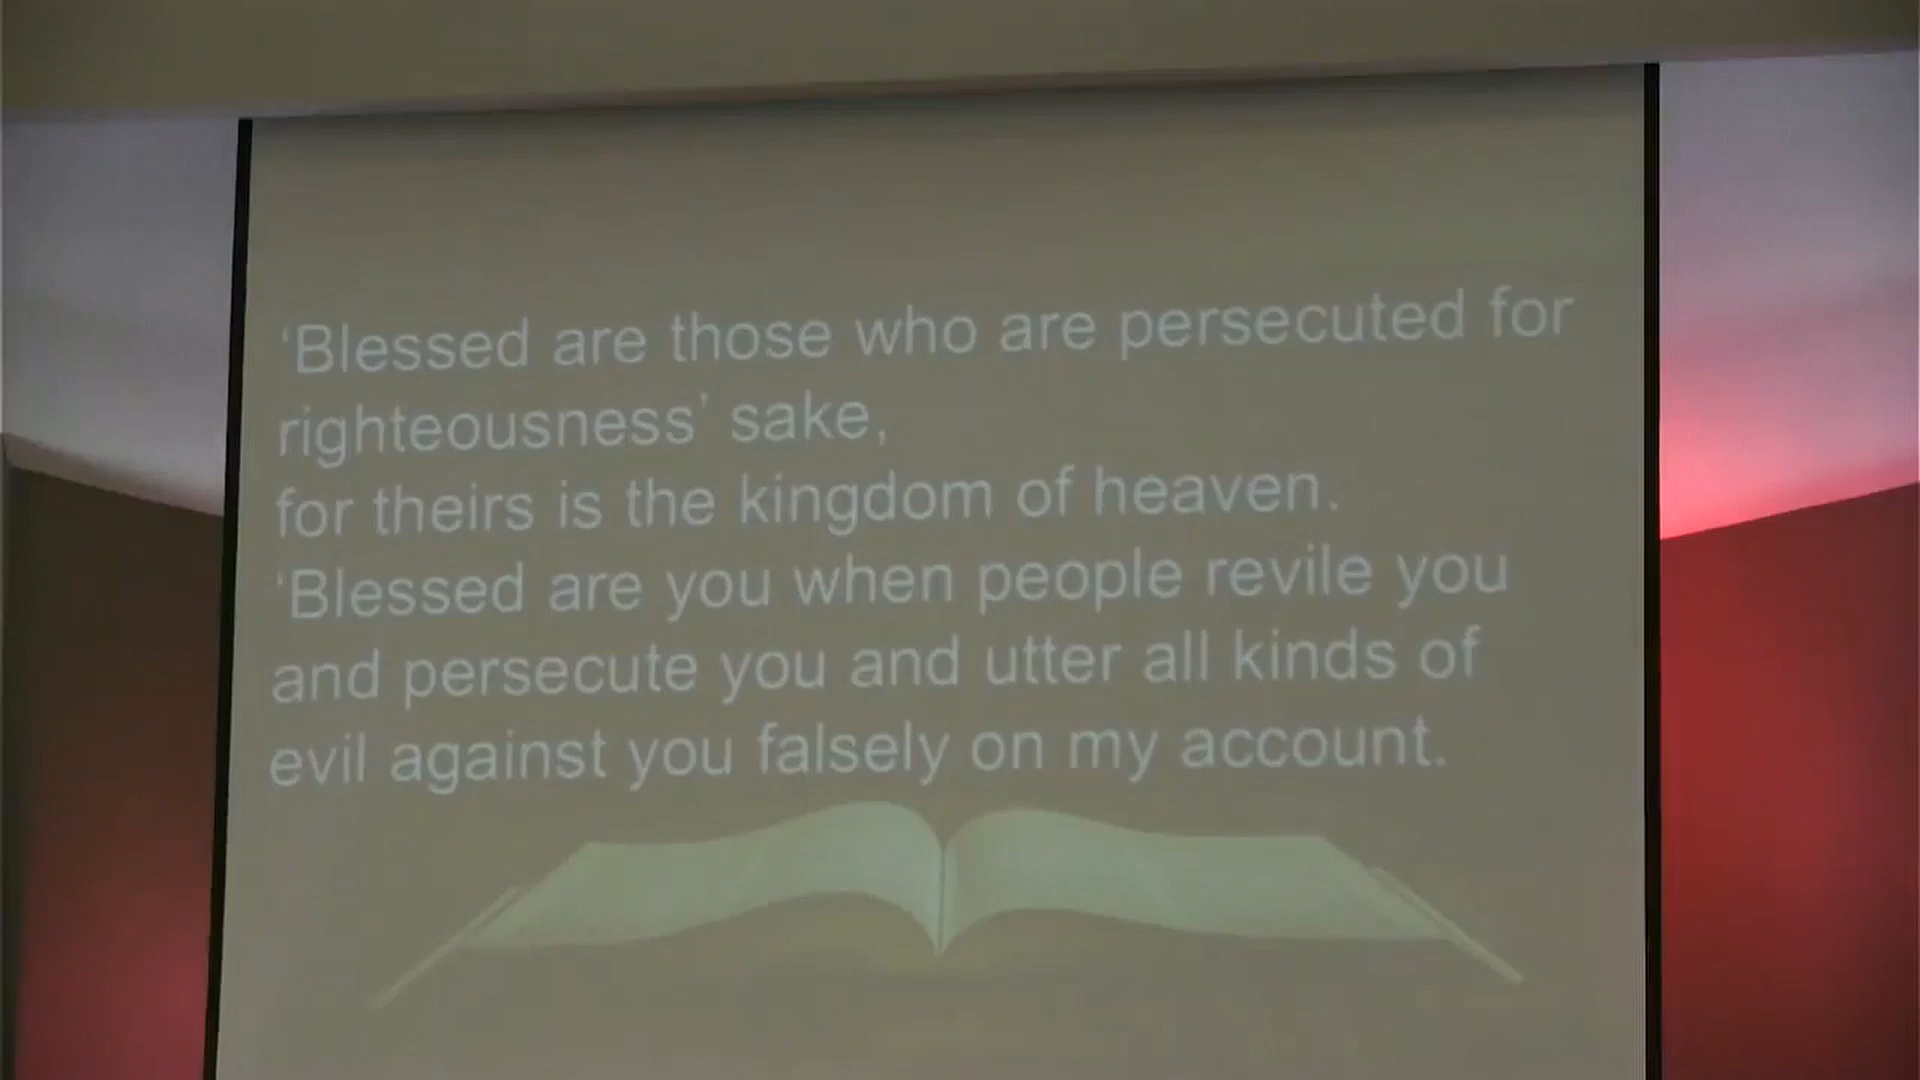 ‘Blessed are those who are persecuted for
righteousness’ sake,
for theirs is the kingdom of heaven.
‘Blessed are you when people revile you
and persecute you and utter all kinds of
evil against you falsely on my account.